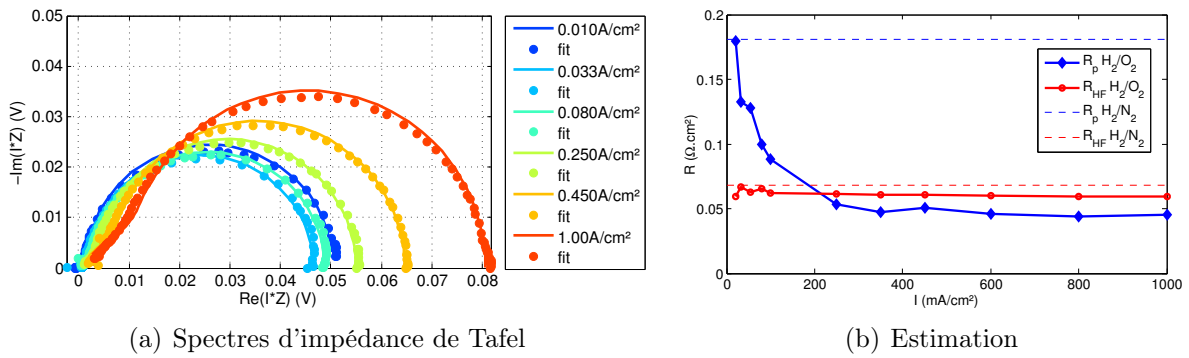 0.05
0.04
0.03
0.02
0.01
0
−Im(I*Z) (V)
0
0.01
0.02
0.03
0.04
0.05
0.06
0.07
0.08
Re(I*Z) (V)
0.010A/cm²
fit
0.033A/cm²
fit
0.080A/cm²
fit
0.250A/cm²
fit
0.450A/cm²
fit
1.00A/cm²
fit
(a) Spectres d'impédance de Tafel
0.2
0.15
0.1
0.05
0
R (Ω.cm²)
0
200
400
600
800
1000
I (mA/cm²)
Rp H2/O2
RHF H2/O2
Rp H2/N2
RHF H2/N2
(b) Estimation